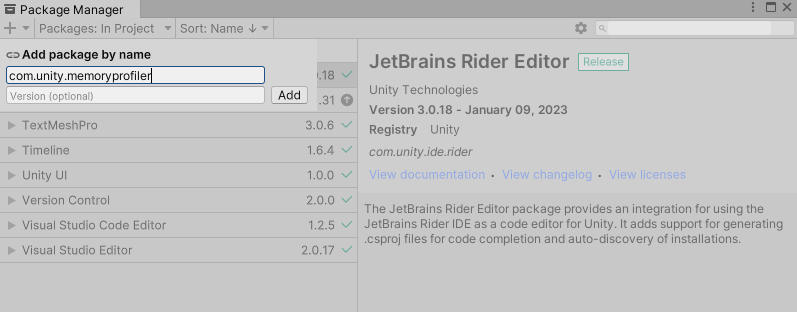 Package Manager
Packages: In Project
Sort: Name ↓
Add package by name
com.unity.memoryprofiler
Version (optional)
Add
0.18
.31
TextMeshPro 3.0.6
Timeline 1.6.4
Unity UI 1.0.0
Version Control 2.0.0
Visual Studio Code Editor 1.2.5
Visual Studio Editor 2.0.17
JetBrains Rider Editor Release
Unity Technologies
Version 3.0.18 - January 09, 2023
Registry Unity
com.unity.ide.rider
View documentation • View changelog • View licenses
The JetBrains Rider Editor package provides an integration for using the
JetBrains Rider IDE as a code editor for Unity. It adds support for generating
.csproj files for code completion and auto-discovery of installations.